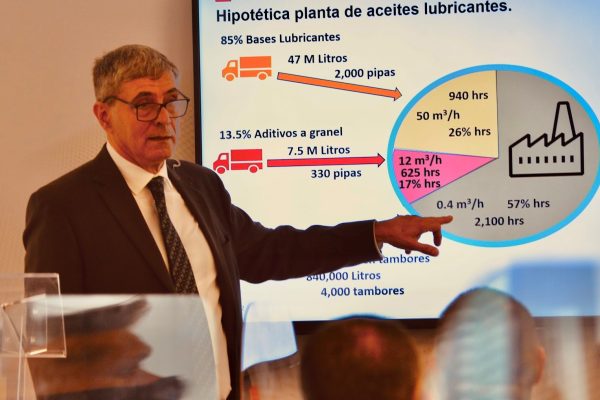 Hipotética planta de aceites lubricantes.
85% Bases Lubricantes
47 M Litros
2,000 pipas
940 hrs
50 m³/h
26% hrs
13.5% Aditivos a granel
7.5 M Litros
330 pipas
12 m³/h
625 hrs
17% hrs
0.4 m³/h 57% hrs
2,100 hrs
tambores
840,000 Litros
4,000 tambores